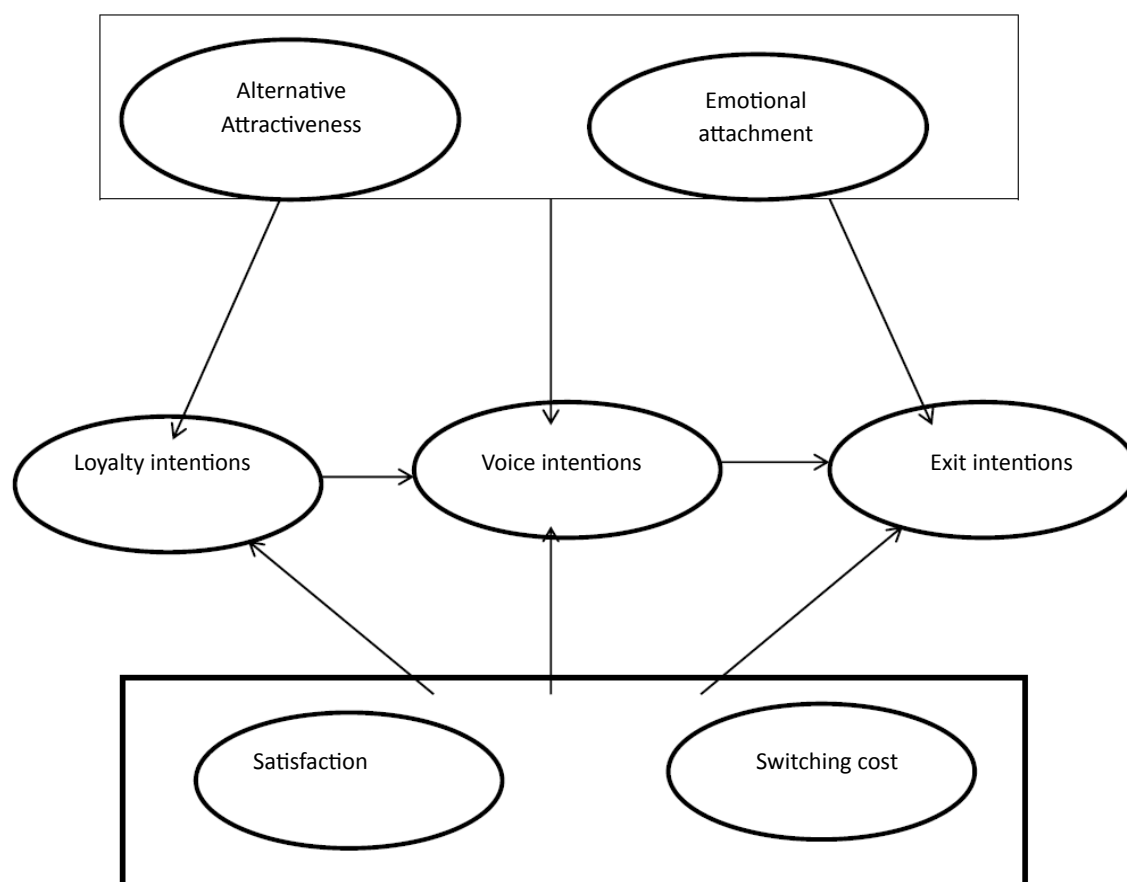 Alternative
Attractiveness
Emotional
attachment
Loyalty intentions
Voice intentions
Exit intentions
Satisfaction
Switching cost